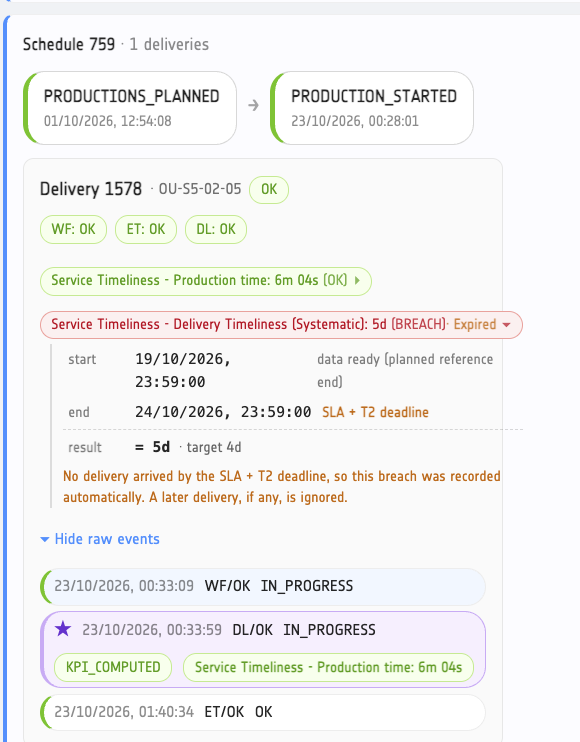 Schedule 759 · 1 deliveries
PRODUCTIONS_PLANNED
01/10/2026, 12:54:08
→
PRODUCTION_STARTED
23/10/2026, 00:28:01
Delivery 1578 · OU-S5-02-05 OK
WF: OK ET: OK DL: OK
Service Timeliness - Production time: 6m 04s (OK)
Service Timeliness - Delivery Timeliness (Systematic): 5d (BREACH)· Expired
start 19/10/2026, 23:59:00 data ready (planned reference end)
end 24/10/2026, 23:59:00 SLA + T2 deadline
result = 5d · target 4d
No delivery arrived by the SLA + T2 deadline, so this breach was recorded
automatically. A later delivery, if any, is ignored.
Hide raw events
23/10/2026, 00:33:09 WF/OK IN_PROGRESS
23/10/2026, 00:33:59 DL/OK IN_PROGRESS
KPI_COMPUTED Service Timeliness - Production time: 6m 04s
23/10/2026, 01:40:34 ET/OK OK